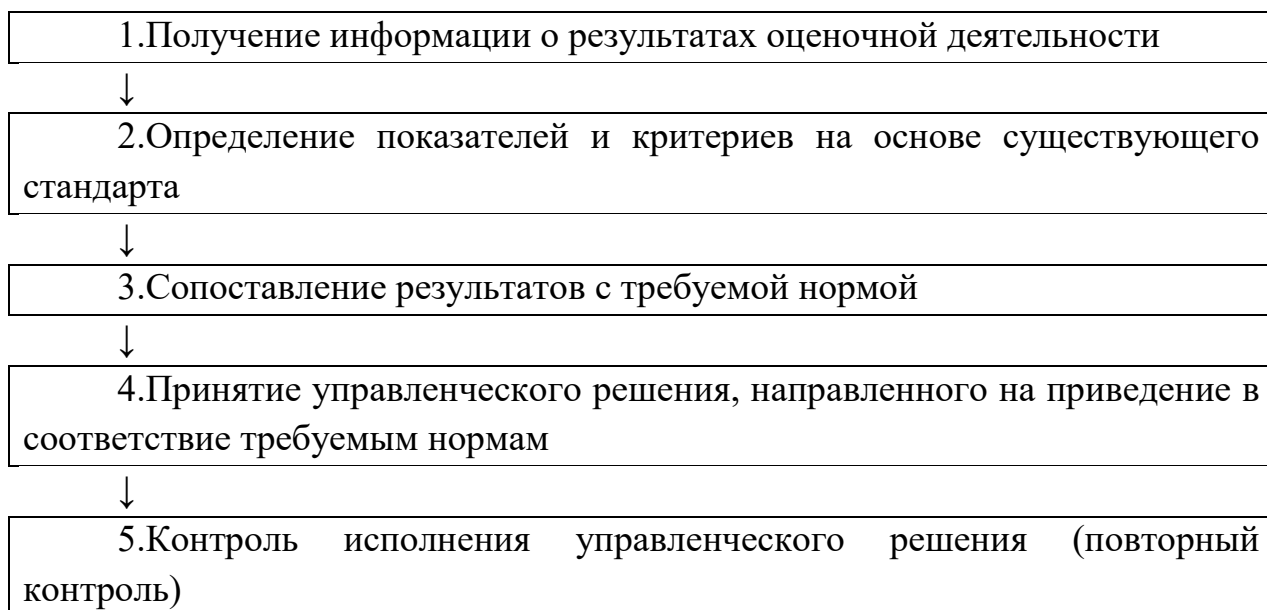 1.Получение информации о результатах оценочной деятельности
↓
2.Определение показателей и критериев на основе существующего
стандарта
↓
3.Сопоставление результатов с требуемой нормой
↓
4.Принятие управленческого решения, направленного на приведение в
соответствие требуемым нормам
↓
5.Контроль исполнения управленческого решения (повторный
контроль)